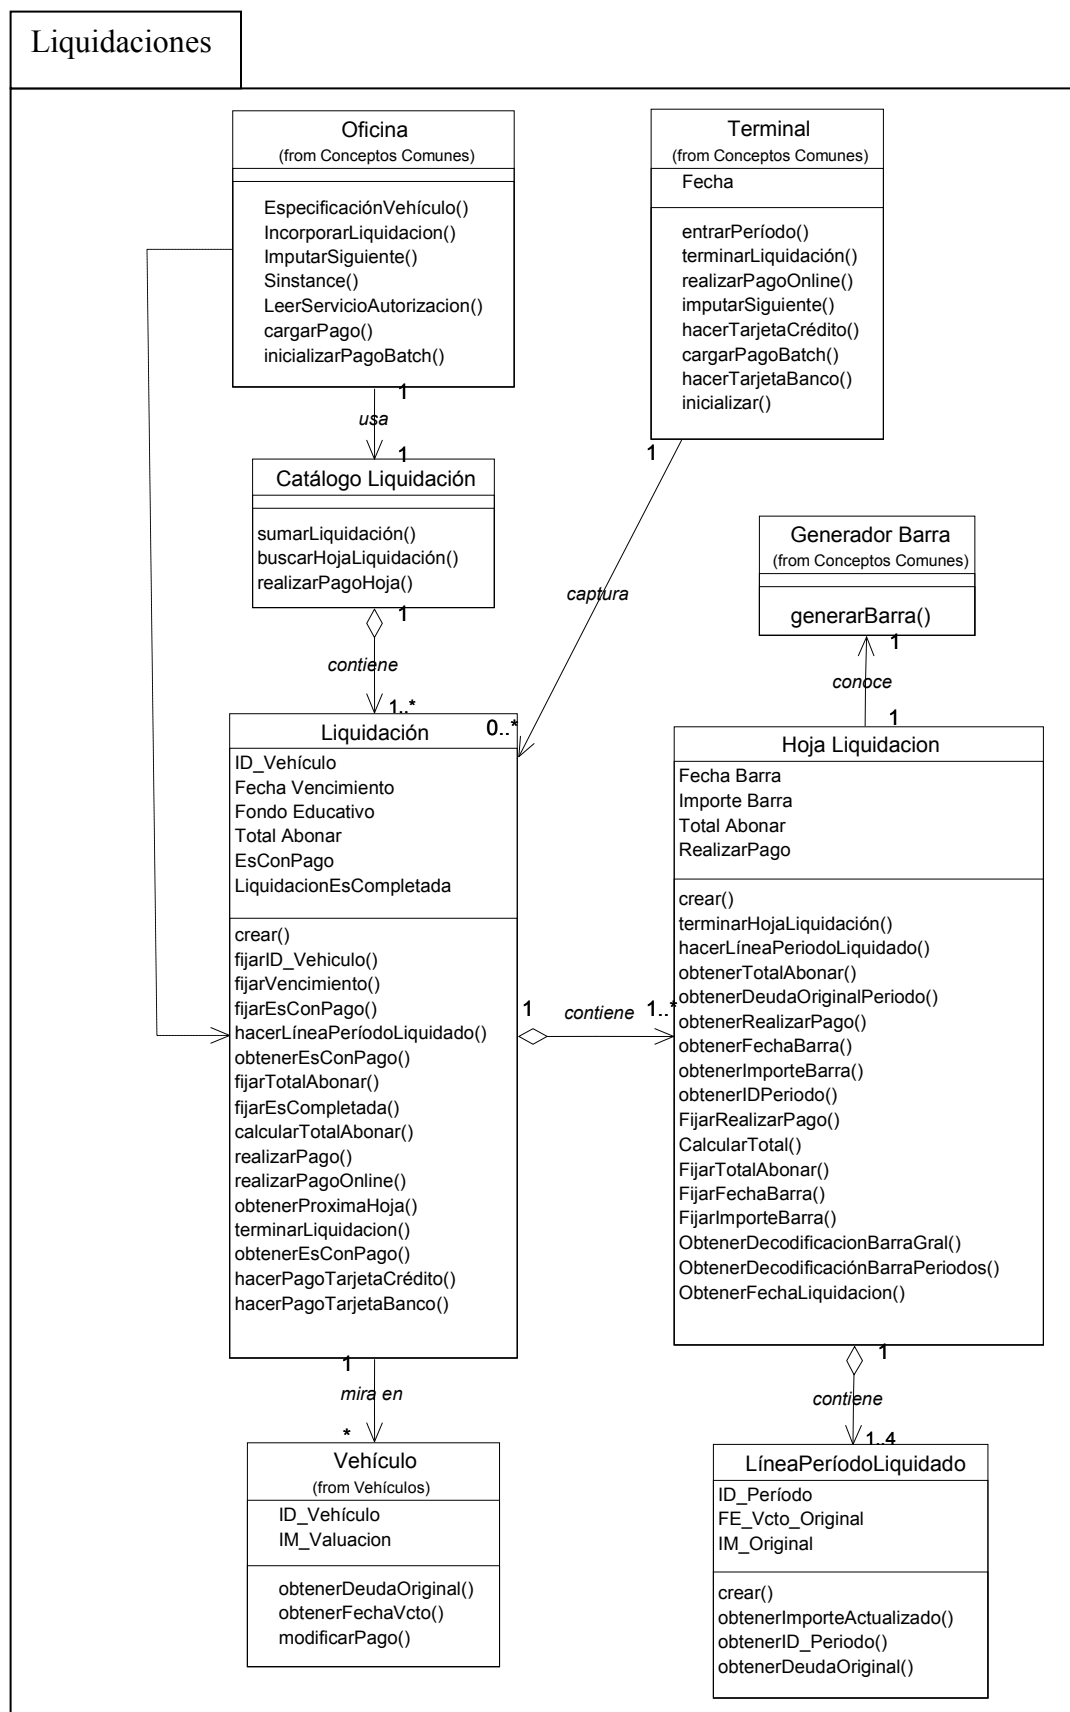 Liquidaciones
Oficina
(from Conceptos Comunes)
EspecificaciónVehículo()
IncorporarLiquidacion()
ImputarSiguiente()
Sinstance()
LeerServicioAutorizacion()
cargarPago()
inicializarPagoBatch()
Terminal
(from Conceptos Comunes)
Fecha
entrarPeríodo()
terminarLiquidación()
realizarPagoOnline()
imputarSiguiente()
hacerTarjetaCrédito()
cargarPagoBatch()
hacerTarjetaBanco()
inicializar()
1
usa
1
1
captura
0..*
Catálogo Liquidación
sumarLiquidación()
buscarHojaLiquidación()
realizarPagoHoja()
1
contiene
1..*
Generador Barra
(from Conceptos Comunes)
generarBarra()
1
conoce
1
Liquidación
ID_Vehículo
Fecha Vencimiento
Fondo Educativo
Total Abonar
EsConPago
LiquidacionEsCompletada
crear()
fijarID_Vehiculo()
fijarVencimiento()
fijarEsConPago()
hacerLíneaPeríodoLiquidado()
obtenerEsConPago()
fijarTotalAbonar()
fijarEsCompletada()
calcularTotalAbonar()
realizarPago()
realizarPagoOnline()
obtenerProximaHoja()
terminarLiquidacion()
obtenerEsConPago()
hacerPagoTarjetaCrédito()
hacerPagoTarjetaBanco()
1
contiene
1..*
Hoja Liquidacion
Fecha Barra
Importe Barra
Total Abonar
RealizarPago
crear()
terminarHojaLiquidación()
hacerLíneaPeriodoLiquidado()
obtenerTotalAbonar()
obtenerDeudaOriginalPeriodo()
obtenerRealizarPago()
obtenerFechaBarra()
obtenerImporteBarra()
obtenerIDPeriodo()
FijarRealizarPago()
CalcularTotal()
FijarTotalAbonar()
FijarFechaBarra()
FijarImporteBarra()
ObtenerDecodificacionBarraGral()
ObtenerDecodificaciónBarraPeriodos()
ObtenerFechaLiquidacion()
1
mira en
*
Vehículo
(from Vehículos)
ID_Vehículo
IM_Valuacion
obtenerDeudaOriginal()
obtenerFechaVcto()
modificarPago()
1
contiene
1..4
LíneaPeríodoLiquidado
ID_Período
FE_Vcto_Original
IM_Original
crear()
obtenerImporteActualizado()
obtenerID_Periodo()
obtenerDeudaOriginal()